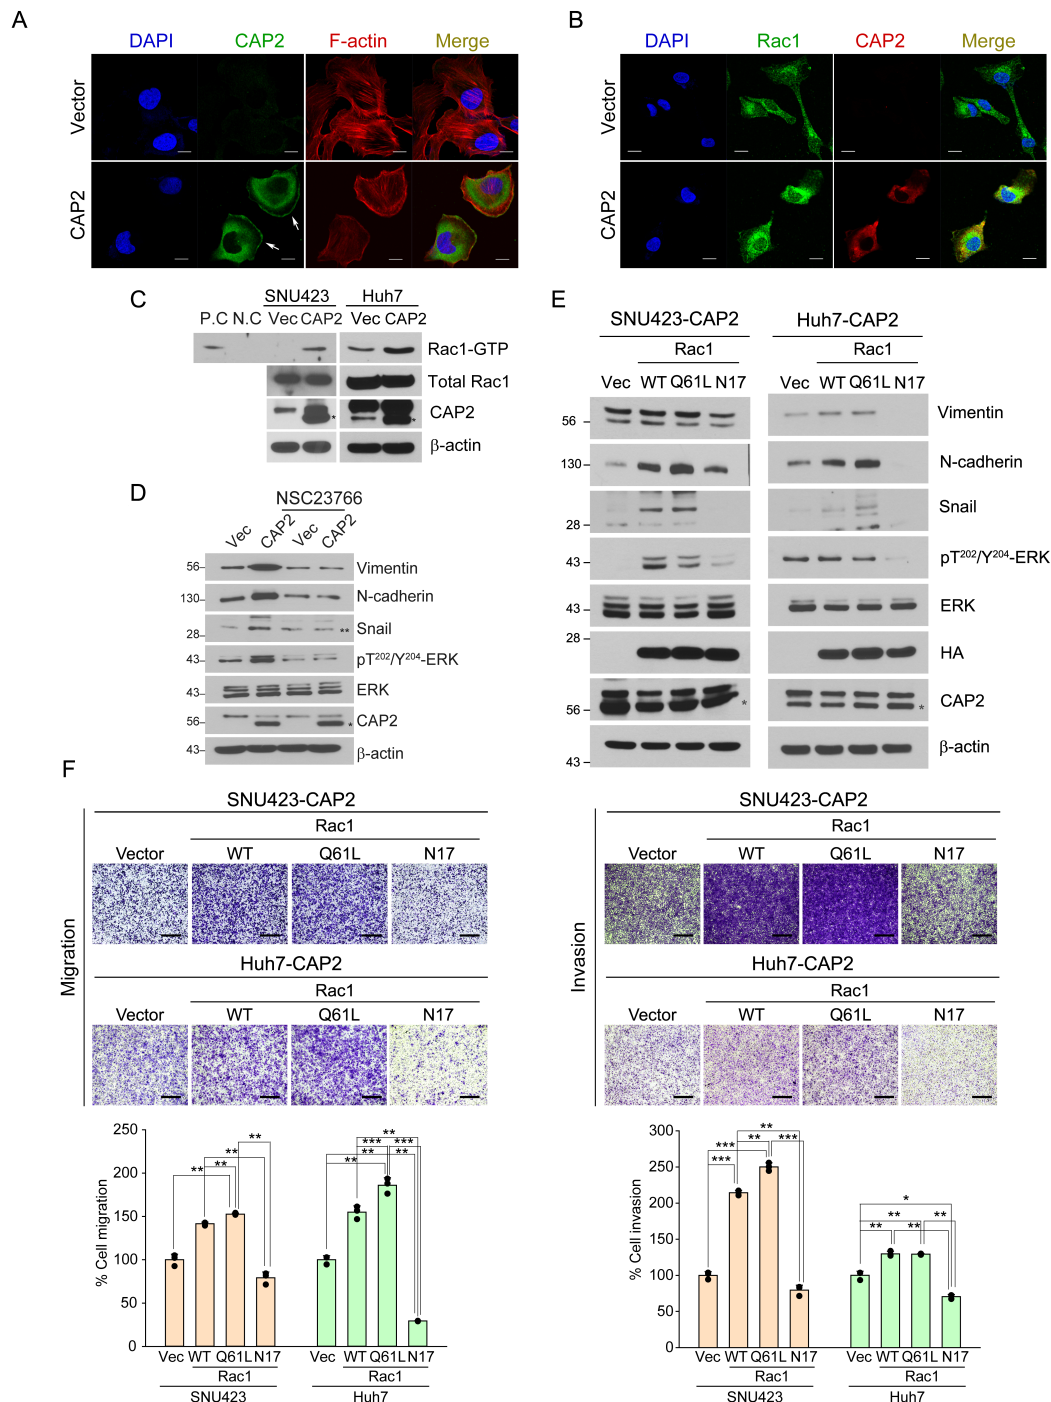 A
DAPI CAP2 F-actin Merge
Vector
CAP2
B
DAPI Rac1 CAP2 Merge
Vector
CAP2
C
SNU423 Huh7
P.C N.C Vec CAP2 Vec CAP2
Rac1-GTP
Total Rac1
CAP2
*
*
β-actin
D
NSC23766
Vec CAP2 Vec CAP2
56 Vimentin
130 N-cadherin
28 Snail
**
43 pT202/Y204-ERK
43 ERK
56 CAP2
*
43 β-actin
E
SNU423-CAP2 Huh7-CAP2
Rac1 Rac1
Vec WT Q61L N17 Vec WT Q61L N17
56 Vimentin
130 N-cadherin
28 Snail
43 pT202/Y204-ERK
43 ERK
28 HA
56 * * CAP2
43 β-actin
F
Migration
SNU423-CAP2
Rac1
Vector WT Q61L N17
Huh7-CAP2
Rac1
Vector WT Q61L N17
Invasion
SNU423-CAP2
Rac1
Vector WT Q61L N17
Huh7-CAP2
Rac1
Vector WT Q61L N17
% Cell migration
250
200
150
100
50
0
** ** ** **
** *** *** ** ** **
Vec WT Q61L N17 Vec WT Q61L N17
Rac1 Rac1
SNU423 Huh7
% Cell invasion
300
250
200
150
100
50
0
** *** ** *** ***
* ** ** ** **
Vec WT Q61L N17 Vec WT Q61L N17
Rac1 Rac1
SNU423 Huh7